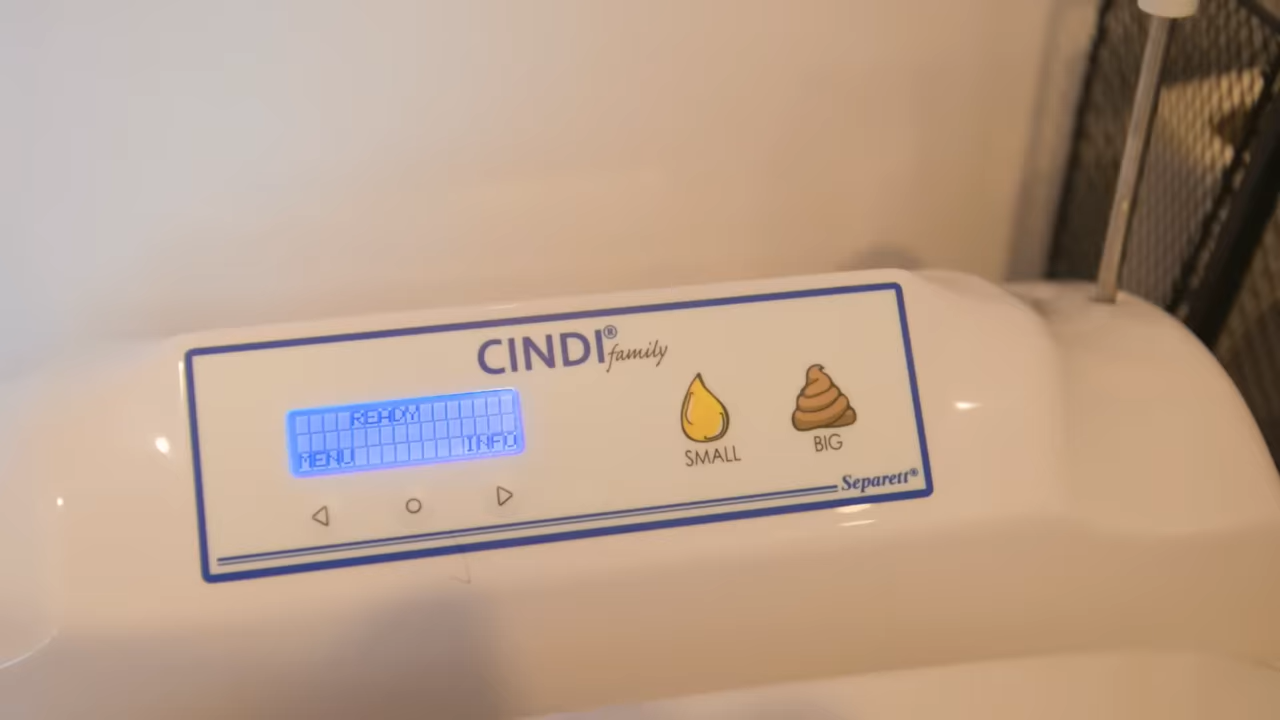 CINDI® family
READY
MENU INFO
SMALL
BIG
Separett®